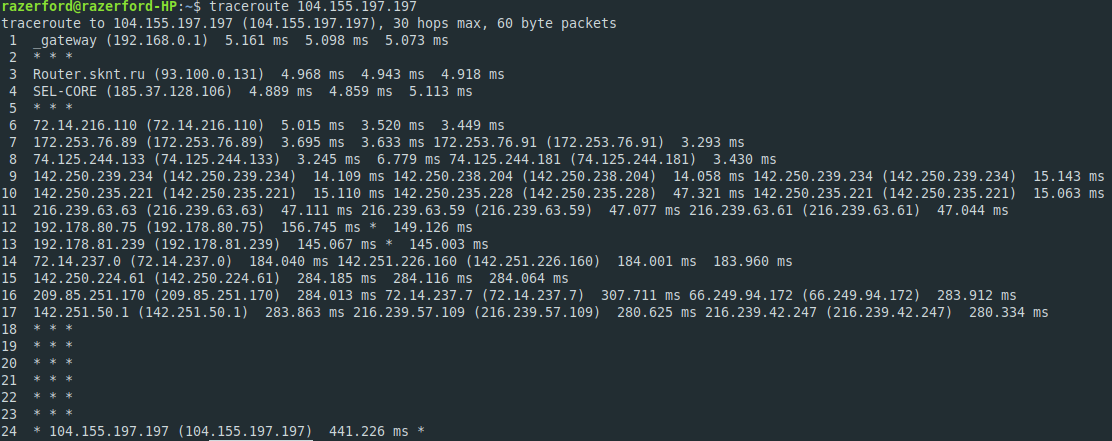 razerford@razerford-HP:~$ traceroute 104.155.197.197
traceroute to 104.155.197.197 (104.155.197.197), 30 hops max, 60 byte packets
1 _gateway (192.168.0.1) 5.161 ms 5.098 ms 5.073 ms
2 * * *
3 Router.sknt.ru (93.100.0.131) 4.968 ms 4.943 ms 4.918 ms
4 SEL-CORE (185.37.128.106) 4.889 ms 4.859 ms 5.113 ms
5 * * *
6 72.14.216.110 (72.14.216.110) 5.015 ms 3.520 ms 3.449 ms
7 172.253.76.89 (172.253.76.89) 3.695 ms 3.633 ms 172.253.76.91 (172.253.76.91) 3.293 ms
8 74.125.244.133 (74.125.244.133) 3.245 ms 6.779 ms 74.125.244.181 (74.125.244.181) 3.430 ms
9 142.250.239.234 (142.250.239.234) 14.109 ms 142.250.238.204 (142.250.238.204) 14.058 ms 142.250.239.234 (142.250.239.234) 15.143 ms
10 142.250.235.221 (142.250.235.221) 15.110 ms 142.250.235.228 (142.250.235.228) 47.321 ms 142.250.235.221 (142.250.235.221) 15.063 ms
11 216.239.63.63 (216.239.63.63) 47.111 ms 216.239.63.59 (216.239.63.59) 47.077 ms 216.239.63.61 (216.239.63.61) 47.044 ms
12 192.178.80.75 (192.178.80.75) 156.745 ms * 149.126 ms
13 192.178.81.239 (192.178.81.239) 145.067 ms * 145.003 ms
14 72.14.237.0 (72.14.237.0) 184.040 ms 142.251.226.160 (142.251.226.160) 184.001 ms 183.960 ms
15 142.250.224.61 (142.250.224.61) 284.185 ms 284.116 ms 284.064 ms
16 209.85.251.170 (209.85.251.170) 284.013 ms 72.14.237.7 (72.14.237.7) 307.711 ms 66.249.94.172 (66.249.94.172) 283.912 ms
17 142.251.50.1 (142.251.50.1) 283.863 ms 216.239.57.109 (216.239.57.109) 280.625 ms 216.239.42.247 (216.239.42.247) 280.334 ms
18 * * *
19 * * *
20 * * *
21 * * *
22 * * *
23 * * *
24 * 104.155.197.197 (104.155.197.197) 441.226 ms *